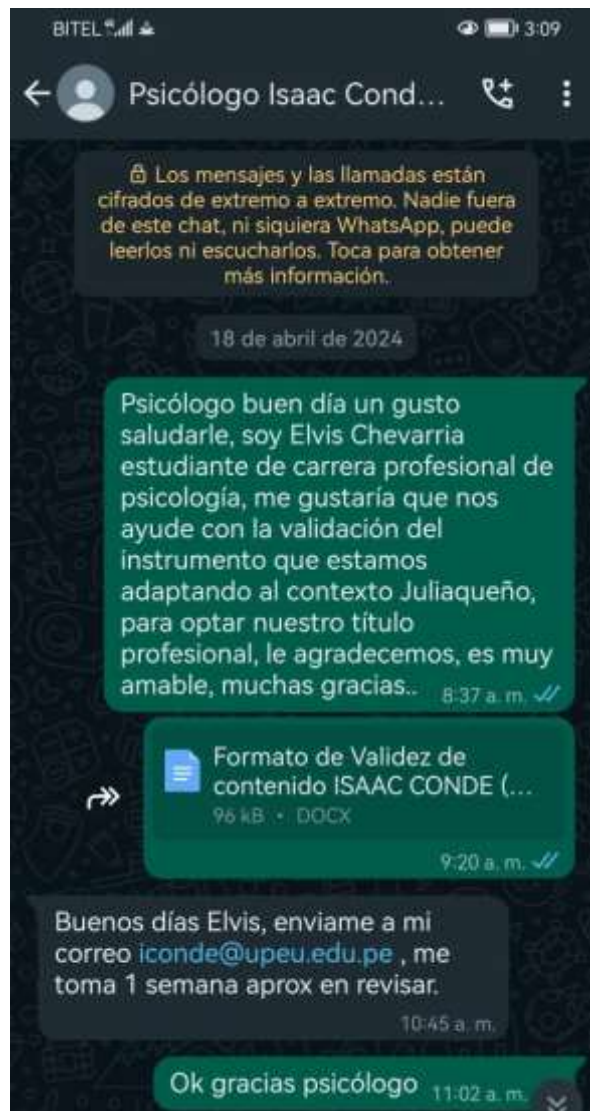 BITEL 3:09
Psicólogo Isaac Cond...
Los mensajes y las llamadas están
cifrados de extremo a extremo. Nadie fuera
de este chat, ni siquiera WhatsApp, puede
leerlos ni escucharlos. Toca para obtener
más información.
18 de abril de 2024
Psicólogo buen día un gusto
saludarle, soy Elvis Chevarria
estudiante de carrera profesional de
psicología, me gustaría que nos
ayude con la validación del
instrumento que estamos
adaptando al contexto Juliaqueño,
para optar nuestro título
profesional, le agradecemos, es muy
amable, muchas gracias.. 8:37 a. m.
Formato de Validez de
contenido ISAAC CONDE (...
96 kB • DOCX
9:20 a. m.
Buenos días Elvis, enviame a mi
correo iconde@upeu.edu.pe , me
toma 1 semana aprox en revisar.
10:45 a. m.
Ok gracias psicólogo 11:02 a. m.